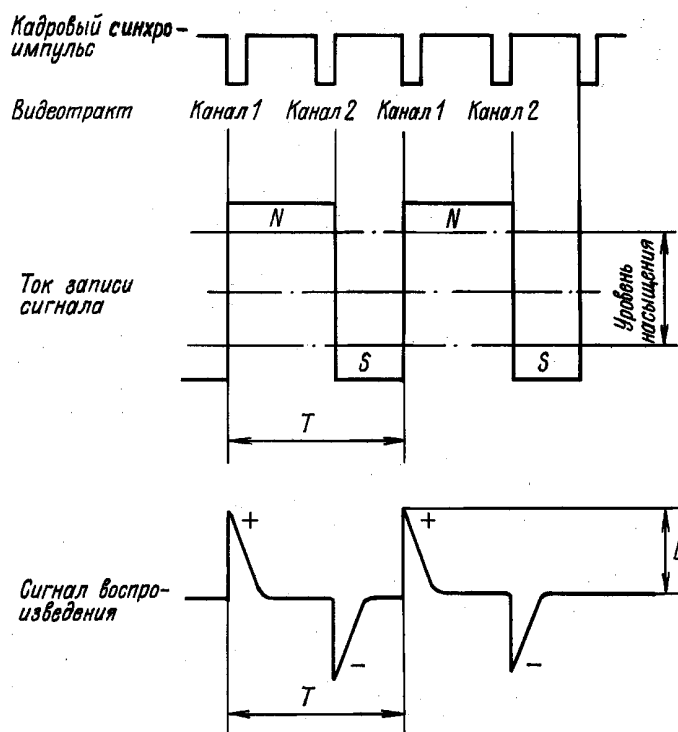 Кадровый синхро-
импульс
Видеотракт Канал 1 Канал 2 Канал 1 Канал 2
N N
Ток записи
сигнала
Уровень
насыщения
S S
T
+ +
Сигнал воспро-
изведения
- -
T